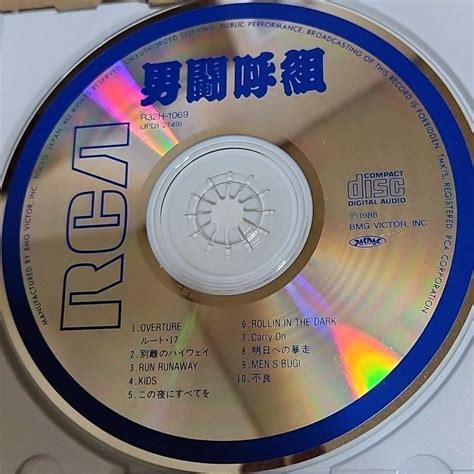 UNAUTHORIZED COPYING, PUBLIC PERFORMANCE, BROADCASTING OF THIS RECORD IS FORBIDDEN. TMK(S) REGISTERED. RCA CORPORATION
MANUFACTURED BY BMG VICTOR, INC. TOKYO JAPAN. ALL RIGHTS RESERVED
男闘呼組
R32H-1069
(JPD1-2749)
RCA
COMPACT
disc
DIGITAL AUDIO
(P)1988
BMG VICTOR, INC
JASRAC
1. OVERTURE
ルート・17
2. 別離のハイウェイ
3. RUN RUNAWAY
4. KIDS
5. この夜にすべてを
6. ROLLIN IN THE DARK
7. Carry On
8. 明日への暴走
9. MEN'S BUGI
10. 不良